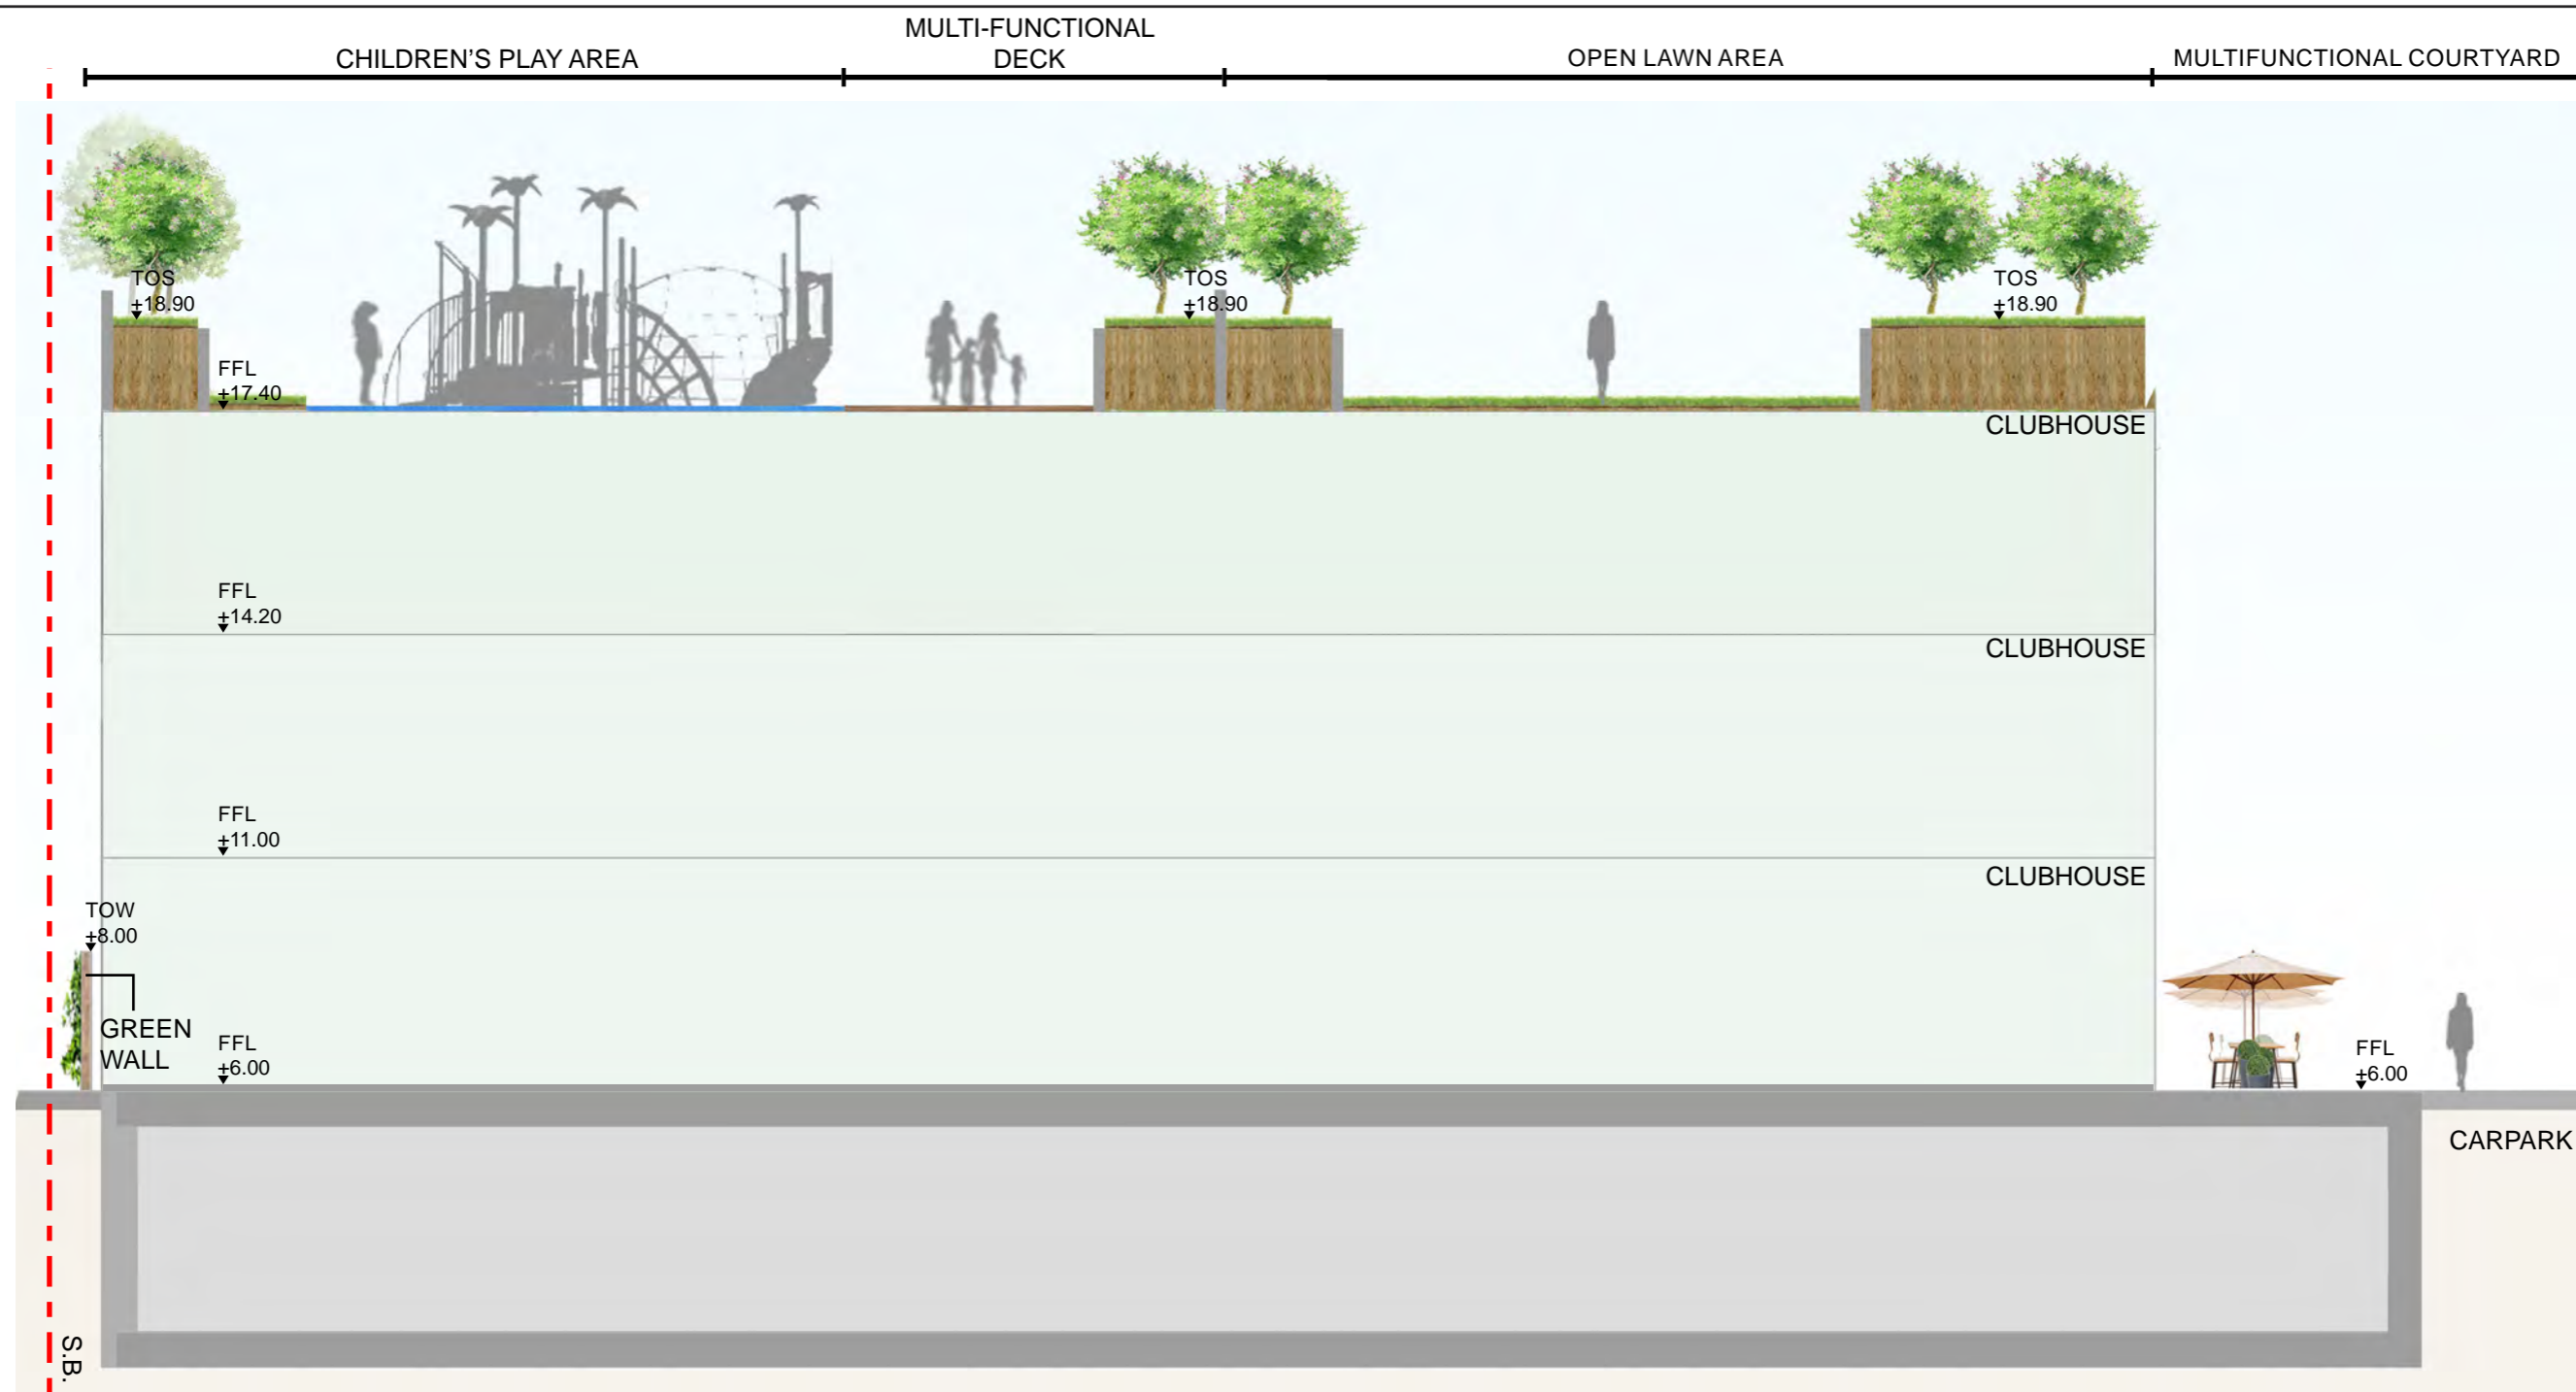 MULTI-FUNCTIONAL
DECK
CHILDREN'S PLAY AREA
OPEN LAWN AREA
MULTIFUNCTIONAL COURTYARD
TOS
+18.90
TOS
+18.90
TOS
+18.90
FFL
+17.40
CLUBHOUSE
FFL
+14.20
CLUBHOUSE
FFL
+11.00
CLUBHOUSE
TOW
+8.00
GREEN
WALL
FFL
+6.00
FFL
+6.00
CARPARK
S.B.